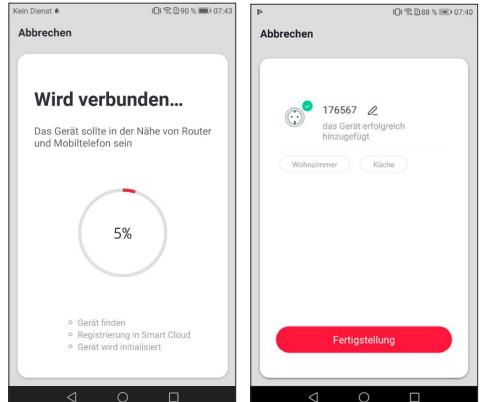 Kein Dienst 90 % 07:43
Abbrechen
Wird verbunden...
Das Gerät sollte in der Nähe von Router
und Mobiltelefon sein
5%
Gerät finden
Registrierung in Smart Cloud
Gerät wird initialisiert
88 % 07:40
Abbrechen
176567
das Gerät erfolgreich
hinzugefügt
Wohnzimmer Küche
Fertigstellung